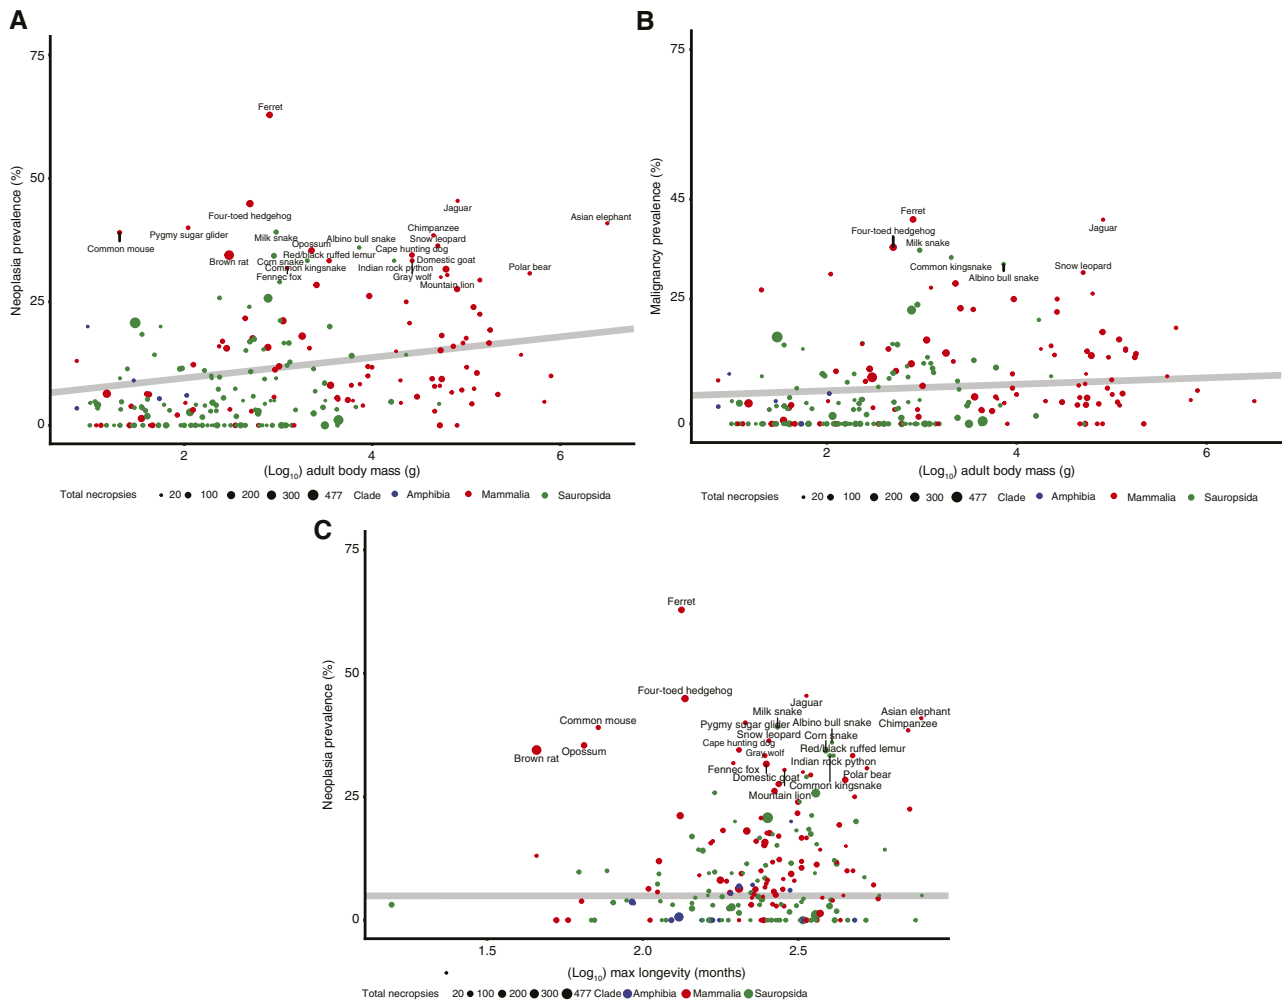 A
Neoplasia prevalence (%)
75
50
25
0
Ferret
Four-toed hedgehog
Jaguar
Asian elephant
Common mouse
Pygmy sugar glider
Milk snake
Opossum
Albino bull snake
Chimpanzee
Snow leopard
Brown rat
Corn snake
Red/black ruffed lemur
Cape hunting dog
Common kingsnake
Indian rock python
Domestic goat
Fennec fox
Gray wolf
Mountain lion
Polar bear
2
4
6
(Log10) adult body mass (g)
Total necropsies 20 100 200 300 477 Clade Amphibia Mammalia Sauropsida
B
Malignancy prevalence (%)
75
45
25
0
Ferret
Jaguar
Four-toed hedgehog
Milk snake
Common kingsnake
Albino bull snake
Snow leopard
2
4
6
(Log10) adult body mass (g)
Total necropsies 20 100 200 300 477 Clade Amphibia Mammalia Sauropsida
C
Neoplasia prevalence (%)
75
50
25
0
Ferret
Four-toed hedgehog
Jaguar
Common mouse
Milk snake
Asian elephant
Pygmy sugar glider
Albino bull snake
Chimpanzee
Snow leopard
Corn snake
Brown rat
Opossum
Cape hunting dog
Red/black ruffed lemur
Gray wolf
Indian rock python
Fennec fox
Domestic goat
Polar bear
Common kingsnake
Mountain lion
1.5
2.0
2.5
(Log10) max longevity (months)
Total necropsies 20 100 200 300 477 Clade Amphibia Mammalia Sauropsida